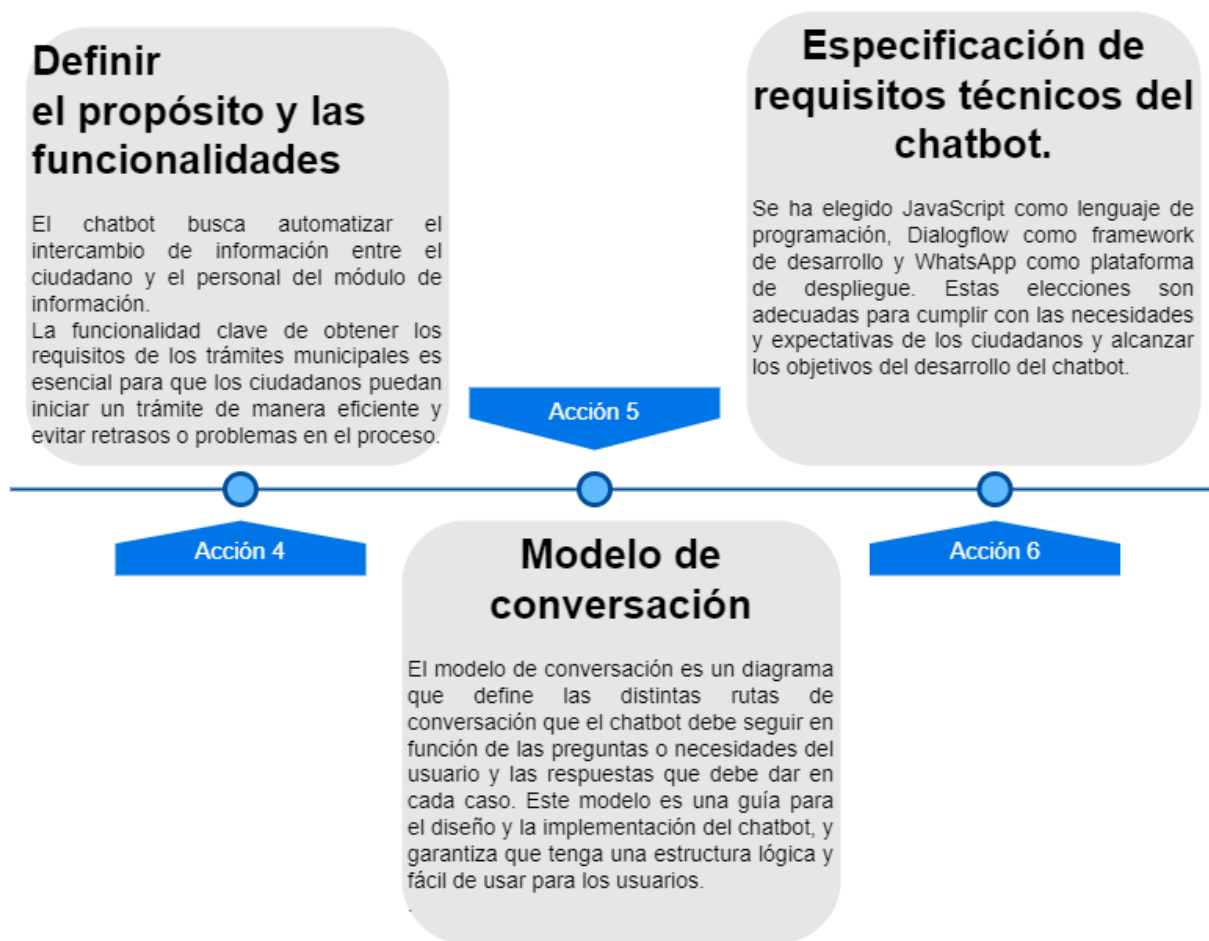 Definir
el propósito y las
funcionalidades
El chatbot busca automatizar el
intercambio de información entre el
ciudadano y el personal del módulo de
información.
La funcionalidad clave de obtener los
requisitos de los trámites municipales es
esencial para que los ciudadanos puedan
iniciar un trámite de manera eficiente y
evitar retrasos o problemas en el proceso.
Acción 4
Acción 5
Modelo de
conversación
El modelo de conversación es un diagrama
que define las distintas rutas de
conversación que el chatbot debe seguir en
función de las preguntas o necesidades del
usuario y las respuestas que debe dar en
cada caso. Este modelo es una guía para
el diseño y la implementación del chatbot, y
garantiza que tenga una estructura lógica y
fácil de usar para los usuarios.
.
Especificación de
requisitos técnicos del
chatbot.
Se ha elegido JavaScript como lenguaje de
programación, Dialogflow como framework
de desarrollo y WhatsApp como plataforma
de despliegue. Estas elecciones son
adecuadas para cumplir con las necesidades
y expectativas de los ciudadanos y alcanzar
los objetivos del desarrollo del chatbot.
Acción 6